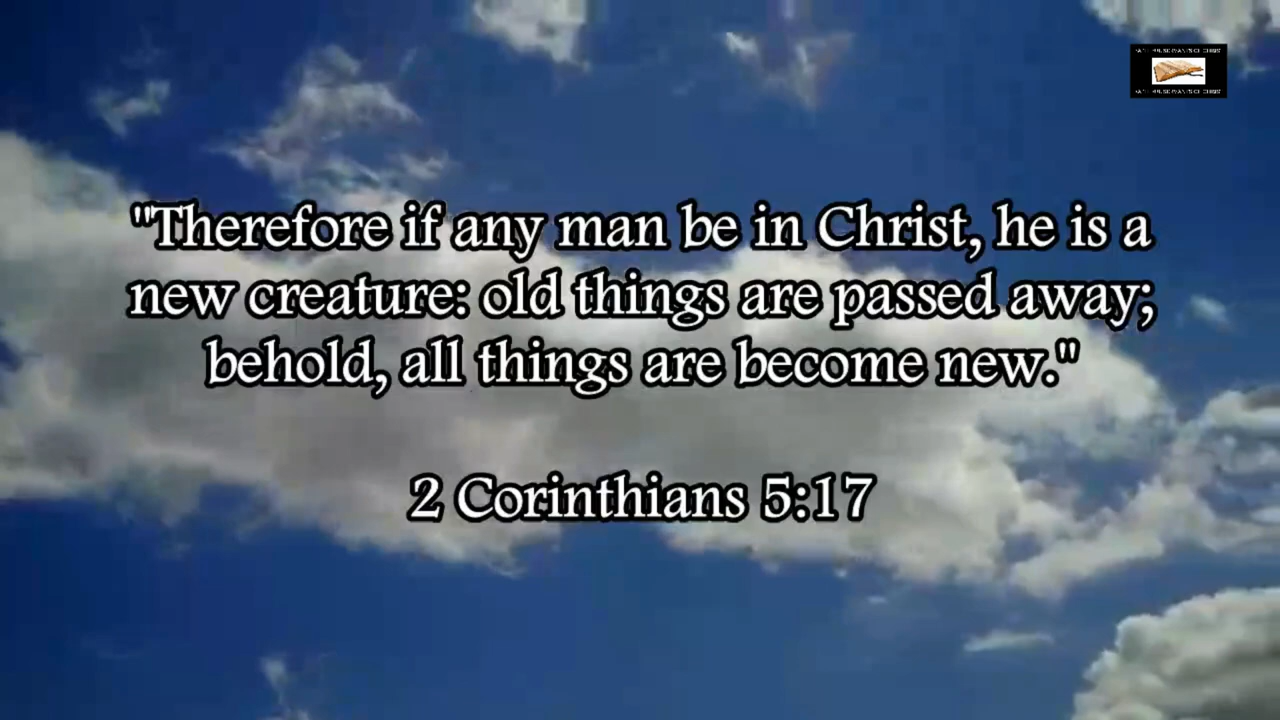 "Therefore if any man be in Christ, he is a
new creature: old things are passed away;
behold, all things are become new."
2 Corinthians 5:17